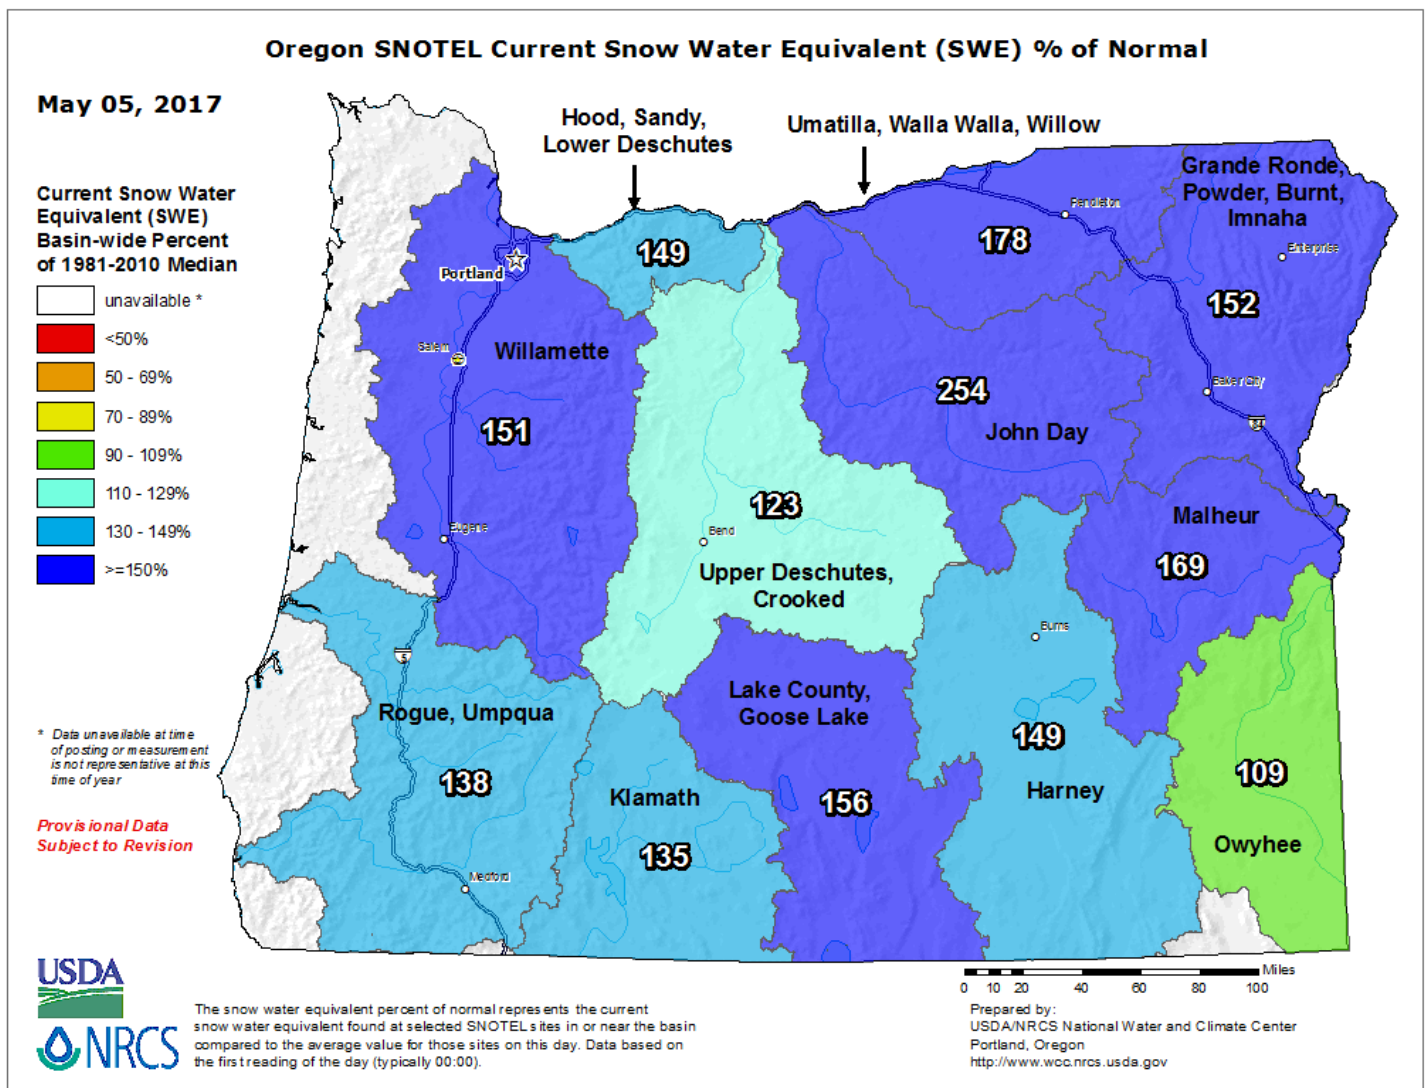 Oregon SNOTEL Current Snow Water Equivalent (SWE) % of Normal
May 05, 2017
Hood, Sandy,
Lower Deschutes
Umatilla, Walla Walla, Willow
Grande Ronde,
Powder, Burnt,
Imnaha
Current Snow Water
Equivalent (SWE)
Basin-wide Percent
of 1981-2010 Median
unavailable *
<50%
50 - 69%
70 - 89%
90 - 109%
110 - 129%
130 - 149%
>=150%
Pendleton
178
149
Enterprise
Portland
152
Salem
Willamette
254
Baker City
John Day
84
151
123
Malheur
Eugene
Bend
169
Upper Deschutes,
Crooked
Burns
5
Lake County,
Goose Lake
Rogue, Umpqua
149
138
Klamath
156
Harney
109
135
Owyhee
Medford
* Data unavailable at time
of posting or measurement
is not representative at this
time of year
Provisional Data
Subject to Revision
USDA
NRCS
The snow water equivalent percent of normal represents the current
snow water equivalent found at selected SNOTEL sites in or near the basin
compared to the average value for those sites on this day. Data based on
the first reading of the day (typically 00:00).
Miles
0 10 20 40 60 80 100
Prepared by:
USDA/NRCS National Water and Climate Center
Portland, Oregon
http://www.wcc.nrcs.usda.gov